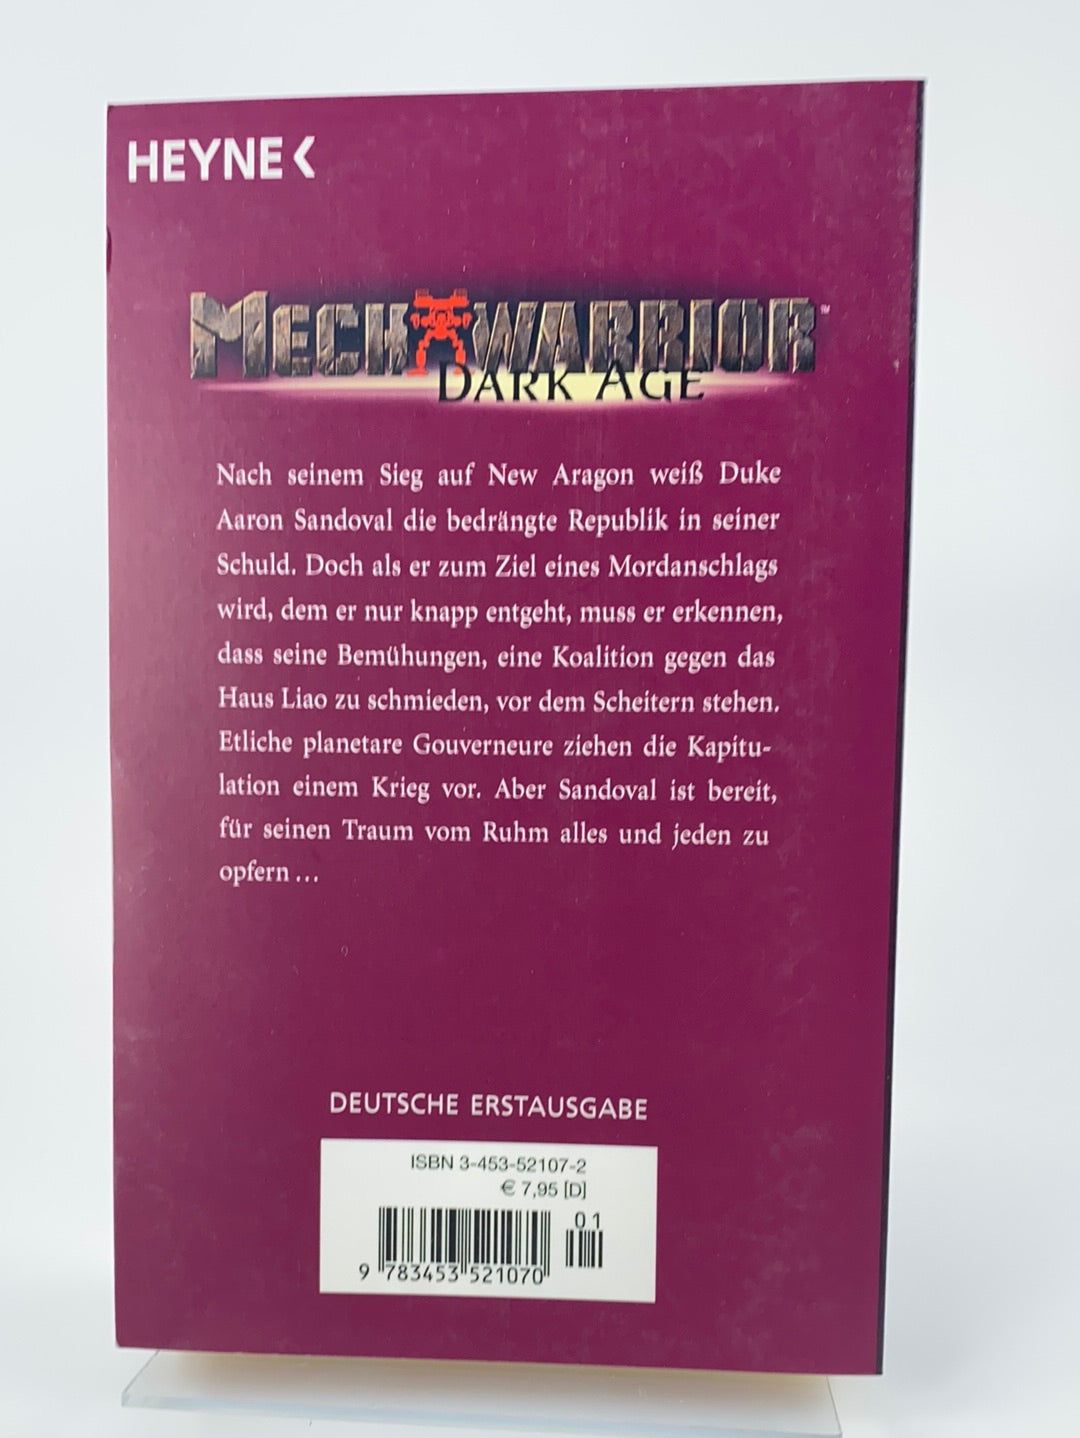 HEYNE
MECHWARRIOR™
DARK AGE
Nach seinem Sieg auf New Aragon weiß Duke
Aaron Sandoval die bedrängte Republik in seiner
Schuld. Doch als er zum Ziel eines Mordanschlags
wird, dem er nur knapp entgeht, muss er erkennen,
dass seine Bemühungen, eine Koalition gegen das
Haus Liao zu schmieden, vor dem Scheitern stehen.
Etliche planetare Gouverneure ziehen die Kapitu-
lation einem Krieg vor. Aber Sandoval ist bereit,
für seinen Traum vom Ruhm alles und jeden zu
opfern ...
DEUTSCHE ERSTAUSGABE
ISBN 3-453-52107-2
€ 7,95 [D]
01
9 783453 521070